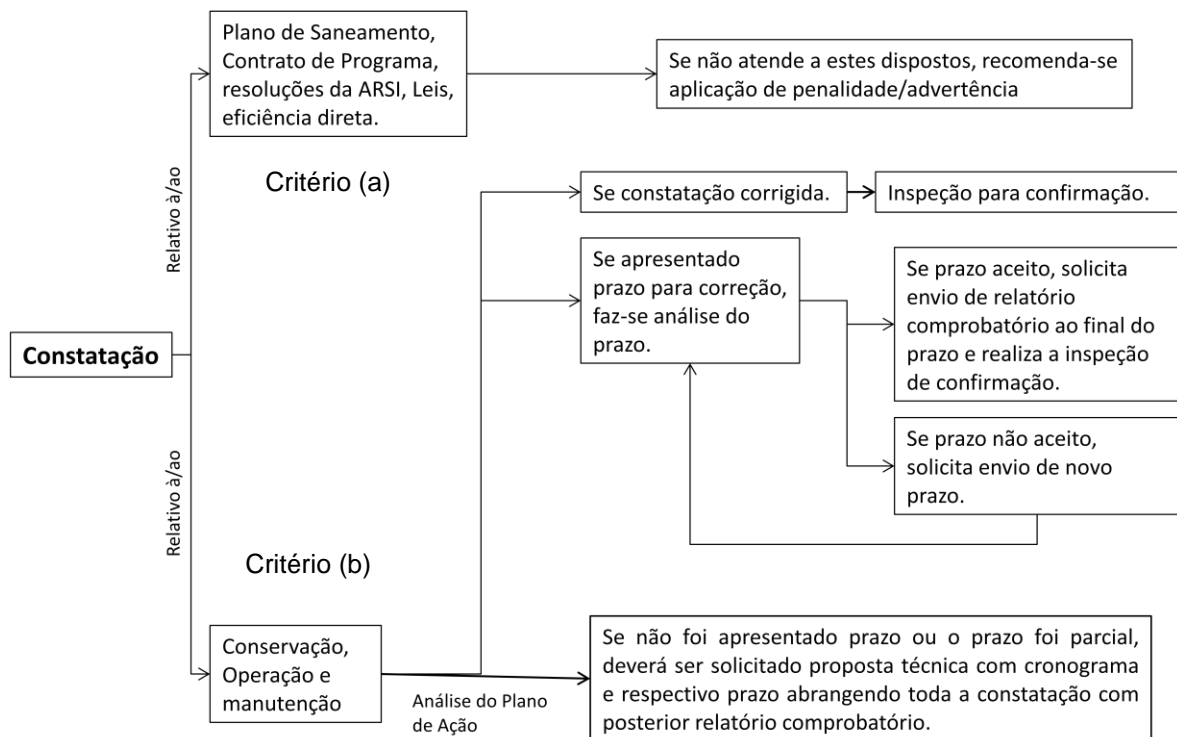 Plano de Saneamento,
Contrato de Programa,
resoluções da ARSI, Leis,
eficiência direta.
Se não atende a estes dispostos, recomenda-se
aplicação de penalidade/advertência
Relativo à/ao
Critério (a)
Se constatação corrigida.
Inspeção para confirmação.
Se apresentado
prazo para correção,
faz-se análise do
prazo.
Se prazo aceito, solicita
envio de relatório
comprobatório ao final do
prazo e realiza a inspeção
de confirmação.
Constatação
Se prazo não aceito,
solicita envio de novo
prazo.
Relativo à/ao
Critério (b)
Conservação,
Operação e
manutenção
Análise do Plano
de Ação
Se não foi apresentado prazo ou o prazo foi parcial,
deverá ser solicitado proposta técnica com cronograma
e respectivo prazo abrangendo toda a constatação com
posterior relatório comprobatório.